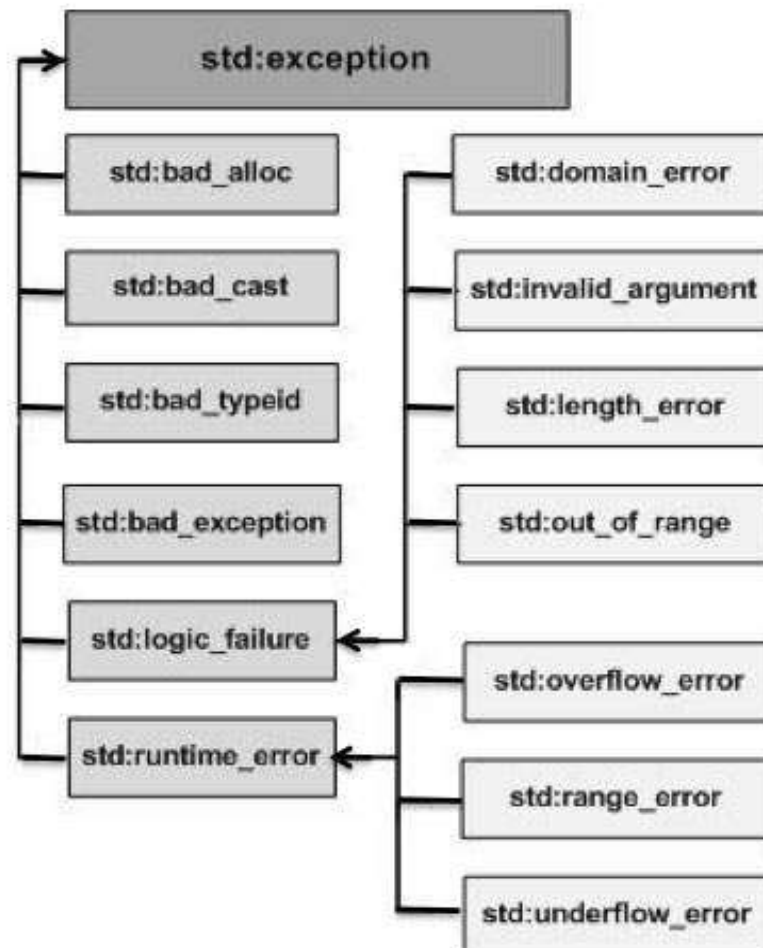 std:exception
std:bad_alloc
std:bad_cast
std:bad_typeid
std:bad_exception
std:logic_failure
std:runtime_error
std:domain_error
std:invalid_argument
std:length_error
std:out_of_range
std:overflow_error
std:range_error
std:underflow_error